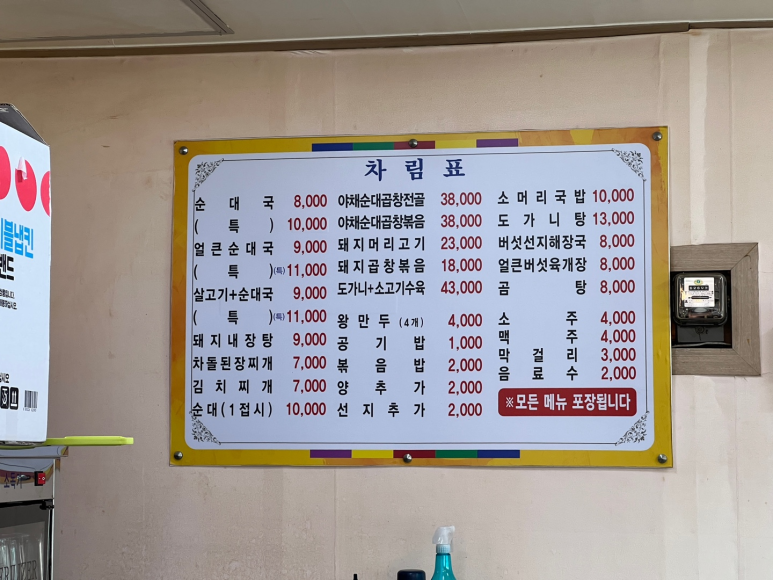 차림표
순대국 8,000
(특) 10,000
얼큰순대국 9,000
(특)(특)11,000
살고기+순대국 9,000
(특)(특)11,000
돼지내장탕 9,000
차돌된장찌개 7,000
김치찌개 7,000
순대(1접시) 10,000
야채순대곱창전골 38,000
야채순대곱창볶음 38,000
돼지머리고기 23,000
돼지곱창볶음 18,000
도가니+소고기수육 43,000
왕만두(4개) 4,000
공기밥 1,000
볶음밥 2,000
양추가 2,000
선지추가 2,000
소머리국밥 10,000
도가니탕 13,000
버섯선지해장국 8,000
얼큰버섯육개장 8,000
곰탕 8,000
소주 4,000
맥주 4,000
막걸리 3,000
음료수 2,000
※모든 메뉴 포장됩니다